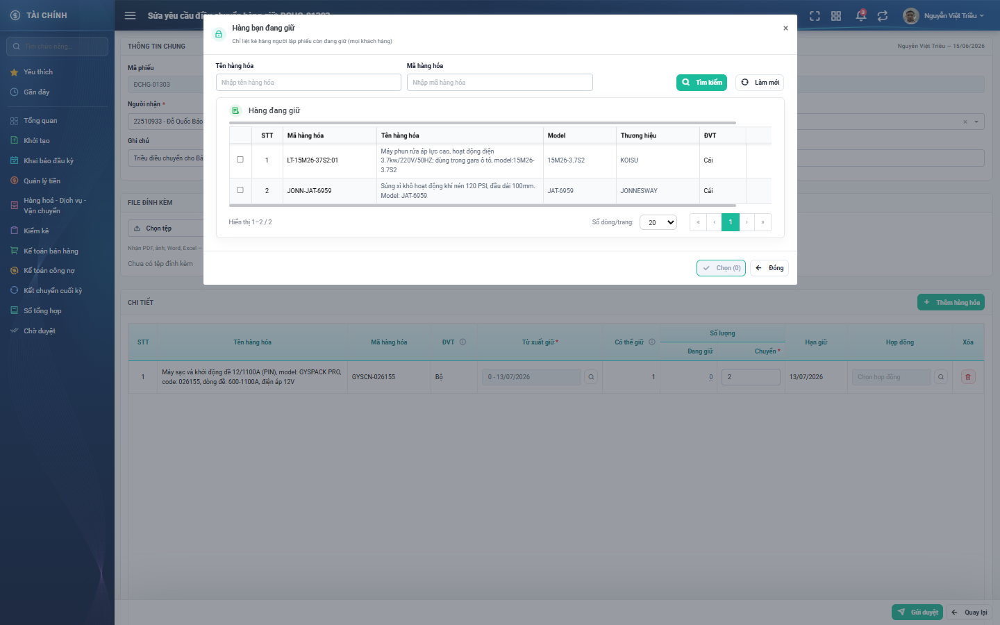 TÀI CHÍNH
Tìm chức năng...
Yêu thích
Gần đây
Tổng quan
Khởi tạo
Khai báo đầu kỳ
Quản lý tiền
Hàng hoá - Dịch vụ -
Vận chuyển
Kiểm kê
Kế toán bán hàng
Kế toán công nợ
Kết chuyển cuối kỳ
Sổ tổng hợp
Chờ duyệt
3
Nguyễn Việt Triều
Hàng bạn đang giữ
Chỉ liệt kê hàng người lập phiếu còn đang giữ (mọi khách hàng)
×
Tên hàng hóa
Mã hàng hóa
Nhập tên hàng hóa
Nhập mã hàng hóa
Tìm kiếm
Làm mới
Hàng đang giữ
STT Mã hàng hóa Tên hàng hóa Model Thương hiệu ĐVT
1 LT-15M26-37S2:01 Máy phun rửa áp lực cao, hoạt động điện 3.7kw/220V/50HZ; dùng trong gara ô tô, model:15M26-3.7S2 15M26-3.7S2 KOISU Cái
2 JONN-JAT-6959 Súng xì khô hoạt động khí nén 120 PSI, đầu dài 100mm. Model: JAT-6959 JAT-6959 JONNESWAY Cái
Hiển thị 1–2 / 2
Số dòng/trang: 20
« ‹ 1 › »
Chọn (0)
Đóng
THÔNG TIN CHUNG
Nguyễn Việt Triều — 15/06/2026
Mã phiếu
ĐCHG-01303
Người nhận *
22510933 - Đỗ Quốc Bảo
Ghi chú
Triều điều chuyển cho Bả
FILE ĐÍNH KÈM
Chọn tệp
Nhận PDF, ảnh, Word, Excel –
Chưa có tệp đính kèm
CHI TIẾT
Thêm hàng hóa
STT Tên hàng hóa Mã hàng hóa ĐVT Từ xuất giữ * Có thể giữ Số lượng Hạn giữ Hợp đồng Xóa
Đang giữ Chuyển *
1 Máy sạc và khởi động đề 12/1100A (PIN), model: GYSPACK PRO, code: 026155, dòng đề: 600-1100A, điện áp 12V GYSCN-026155 Bộ 0 - 13/07/2026 1 0 2 13/07/2026 Chọn hợp đồng
Gửi duyệt
Quay lại